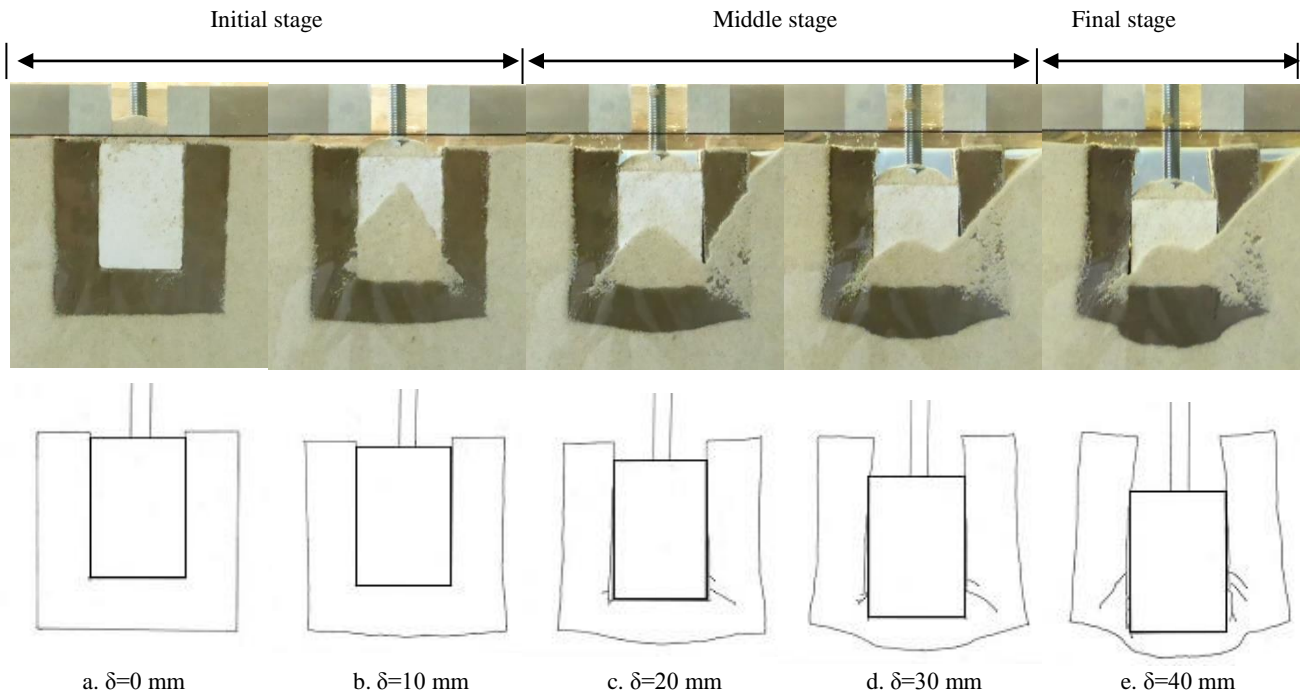 Initial stage
Middle stage
Final stage
a. δ=0 mm
b. δ=10 mm
c. δ=20 mm
d. δ=30 mm
e. δ=40 mm